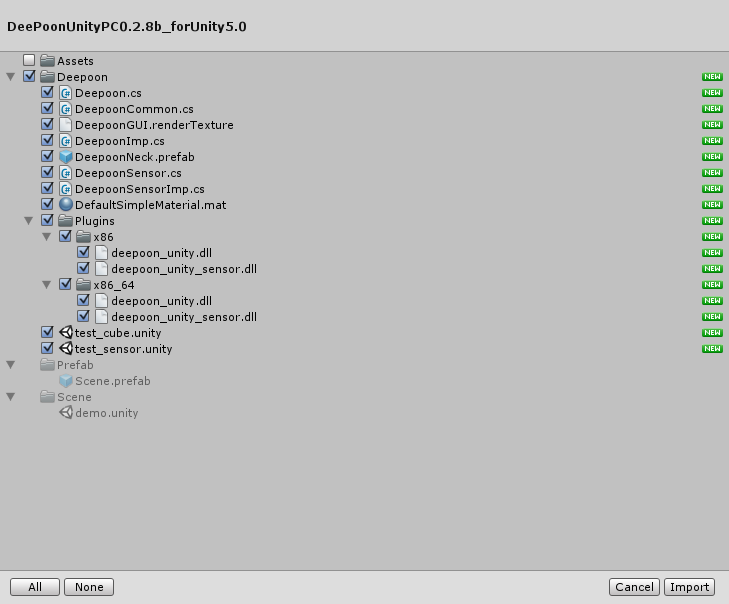 DeePoonUnityPC0.2.8b_forUnity5.0
Assets
Deepoon NEW
Deepoon.cs NEW
DeepoonCommon.cs NEW
DeepoonGUI.renderTexture NEW
DeepoonImp.cs NEW
DeepoonNeck.prefab NEW
DeepoonSensor.cs NEW
DeepoonSensorImp.cs NEW
DefaultSimpleMaterial.mat NEW
Plugins NEW
x86 NEW
deepoon_unity.dll NEW
deepoon_unity_sensor.dll NEW
x86_64 NEW
deepoon_unity.dll NEW
deepoon_unity_sensor.dll NEW
test_cube.unity NEW
test_sensor.unity NEW
Prefab
Scene.prefab
Scene
demo.unity
All None Cancel Import